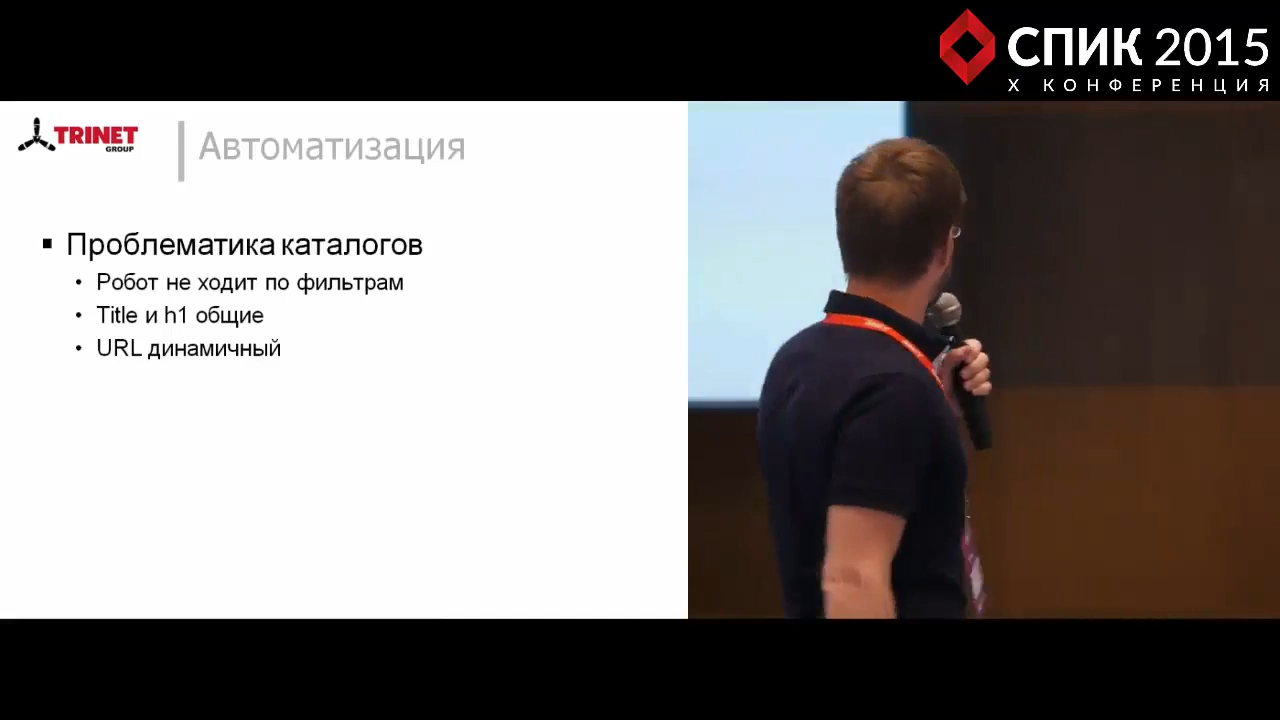 СПИК 2015
X КОНФЕРЕНЦИЯ
TRINET
GROUP
Автоматизация
Проблематика каталогов
Робот не ходит по фильтрам
Title и h1 общие
URL динамичный